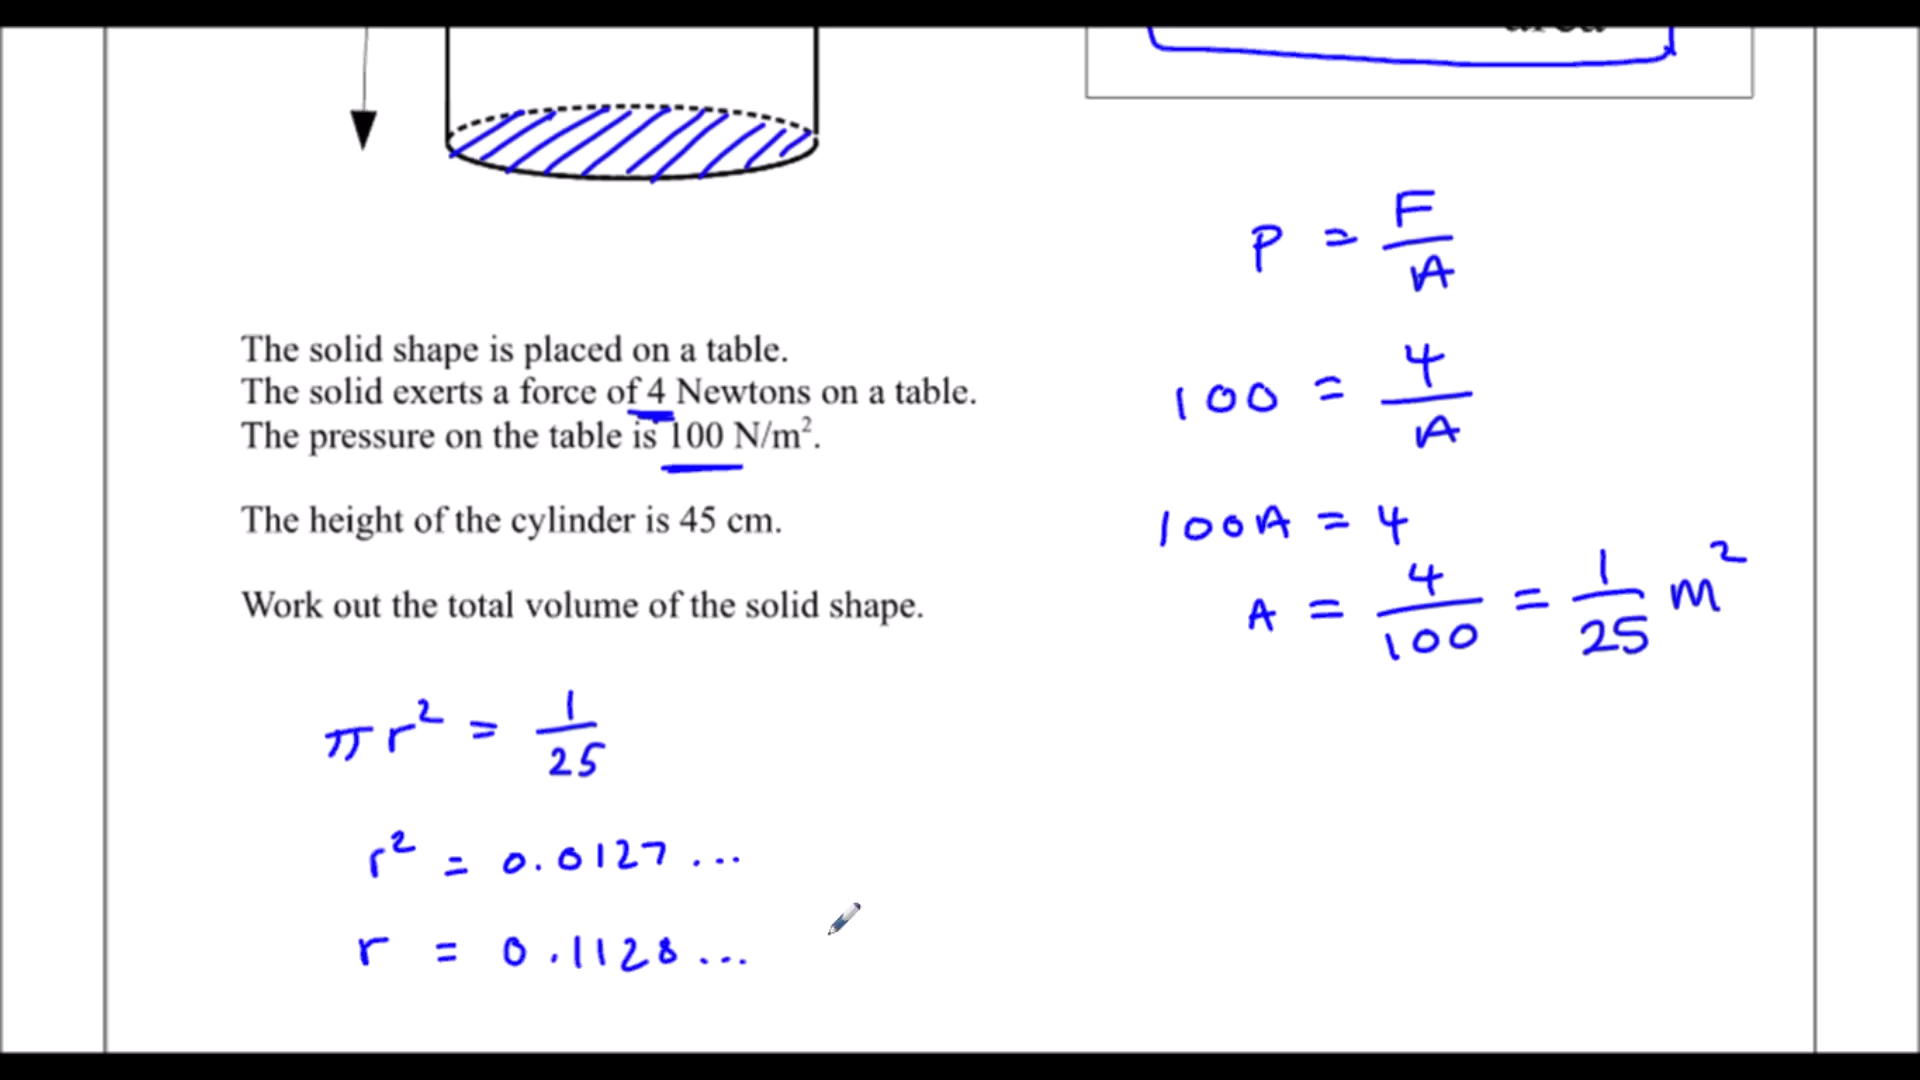 The solid shape is placed on a table.
The solid exerts a force of 4 Newtons on a table.
The pressure on the table is 100 N/m².
The height of the cylinder is 45 cm.
Work out the total volume of the solid shape.
πr² = 1/25
r² = 0.0127...
r = 0.1128...
area
P = F/A
100 = 4/A
100A = 4
A = 4/100 = 1/25 m²